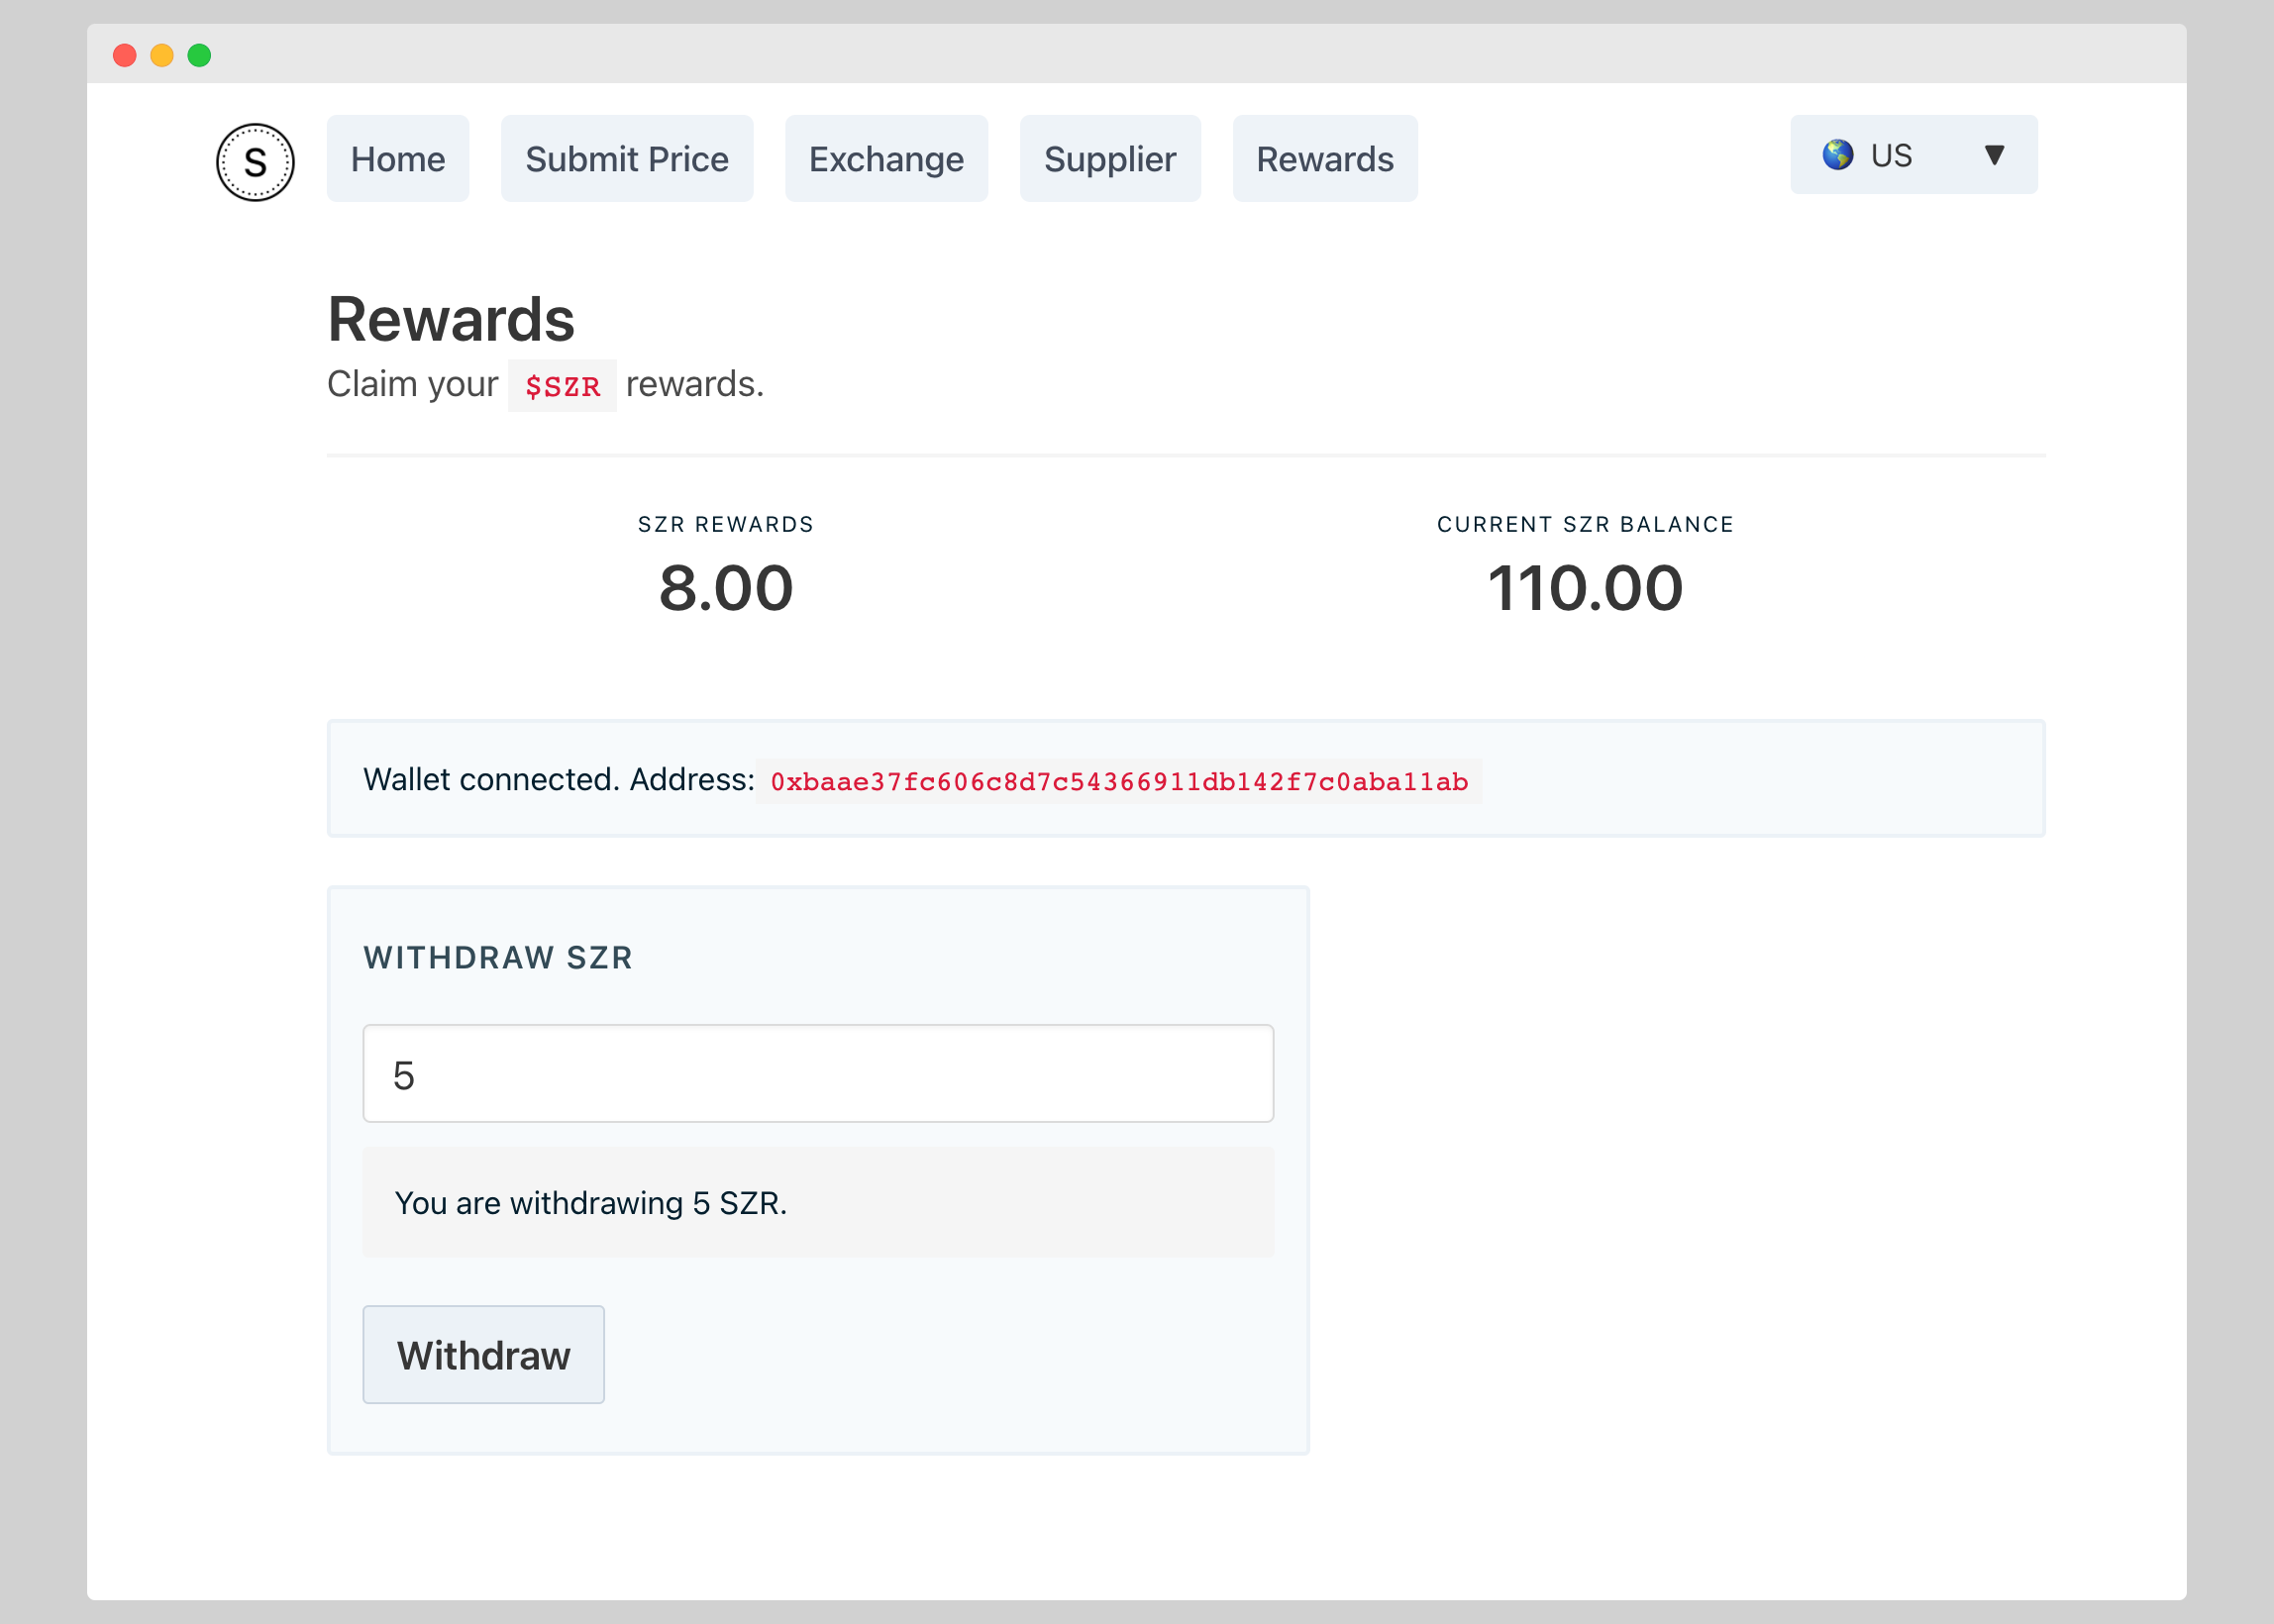 S
Home
Submit Price
Exchange
Supplier
Rewards
US
Rewards
Claim your $SZR rewards.
SZR REWARDS
8.00
CURRENT SZR BALANCE
110.00
Wallet connected. Address: 0xbaae37fc606c8d7c54366911db142f7c0aba11ab
WITHDRAW SZR
5
You are withdrawing 5 SZR.
Withdraw